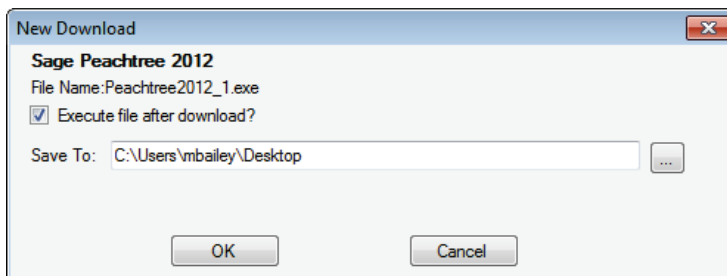 New Download
Sage Peachtree 2012
File Name:Peachtree2012_1.exe
Execute file after download?
Save To: C:\Users\mbailey\Desktop ...
OK Cancel